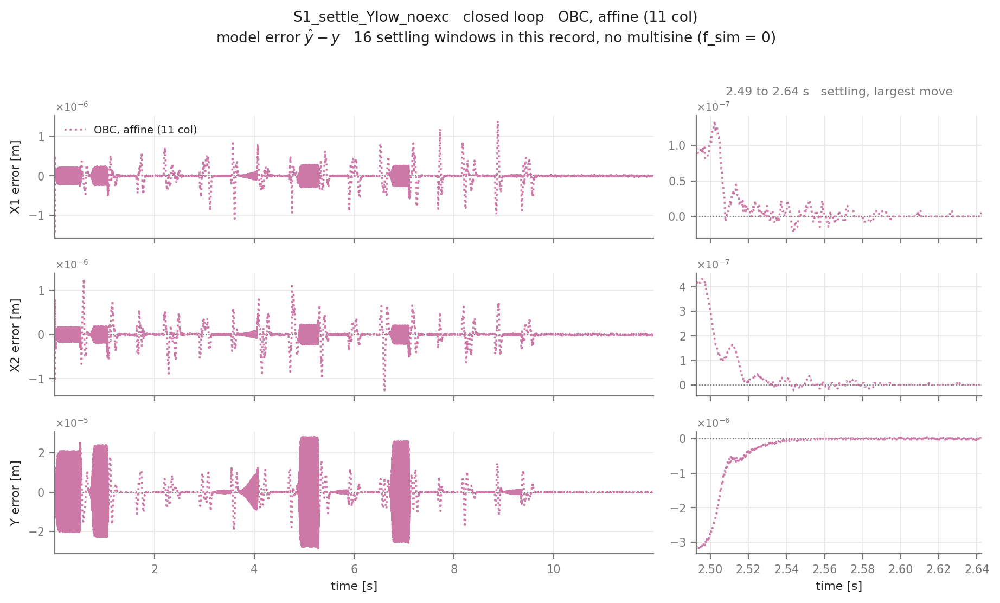 S1_settle_Ylow_noexc   closed loop   OBC, affine (11 col)
model error ŷ − y   16 settling windows in this record, no multisine (f_sim = 0)
2.49 to 2.64 s   settling, largest move
×10⁻⁶
×10⁻⁷
OBC, affine (11 col)
X1 error [m]
1
0
−1
1.0
0.5
0.0
×10⁻⁶
×10⁻⁷
X2 error [m]
1
0
−1
4
3
2
1
0
×10⁻⁵
×10⁻⁶
Y error [m]
2
0
−2
0
−1
−2
−3
2 4 6 8 10
2.50 2.52 2.54 2.56 2.58 2.60 2.62 2.64
time [s]
time [s]